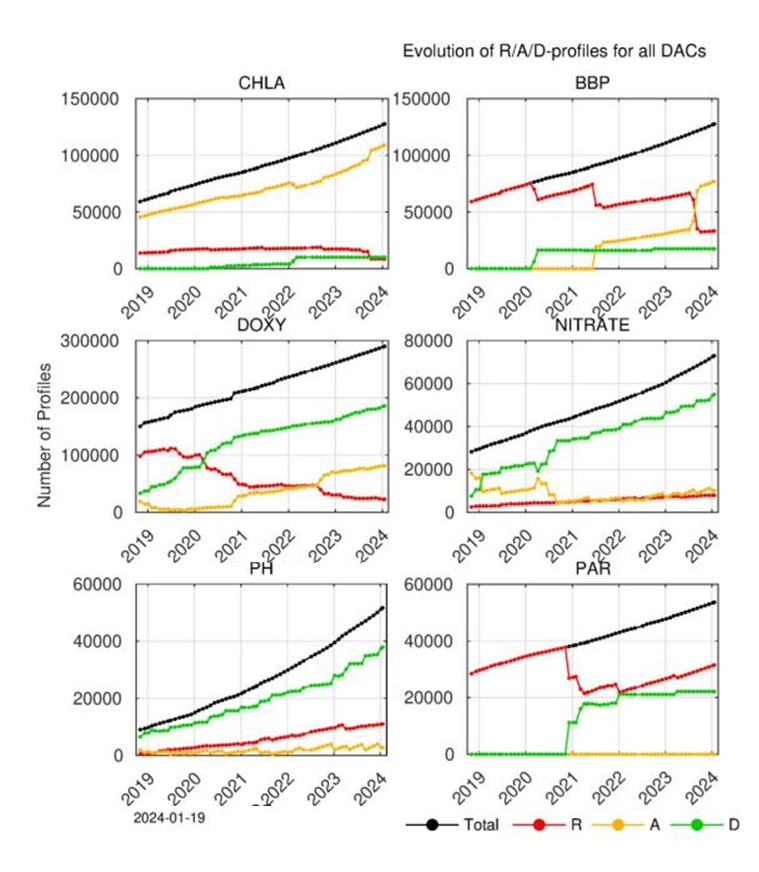 Evolution of R/A/D-profiles for all DACs
CHLA
150000
100000
50000
0
2019 2020 2021 2022 2023 2024
BBP
150000
100000
50000
0
2019 2020 2021 2022 2023 2024
Number of Profiles
DOXY
300000
200000
100000
0
2019 2020 2021 2022 2023 2024
NITRATE
80000
60000
40000
20000
0
2019 2020 2021 2022 2023 2024
PH
60000
40000
20000
0
2019 2020 2021 2022 2023 2024
PAR
60000
40000
20000
0
2019 2020 2021 2022 2023 2024
2024-01-19
Total R A D